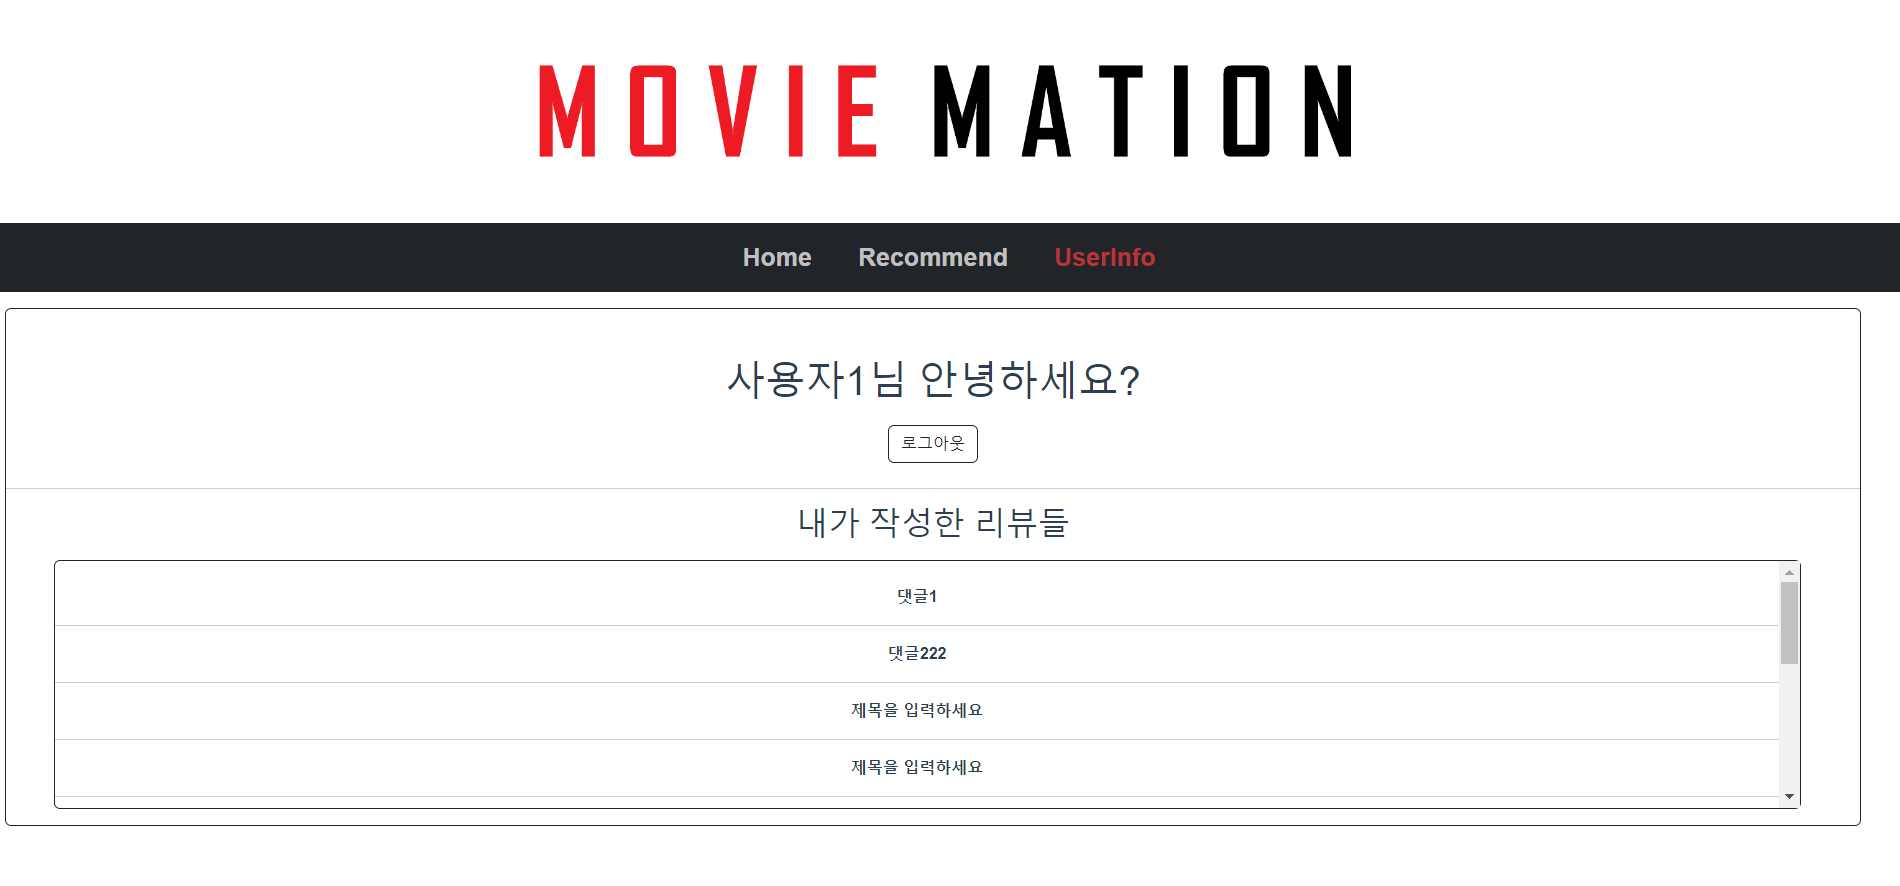 MOVIE MATION
Home Recommend UserInfo
사용자1님 안녕하세요?
로그아웃
내가 작성한 리뷰들
댓글1
댓글222
제목을 입력하세요
제목을 입력하세요